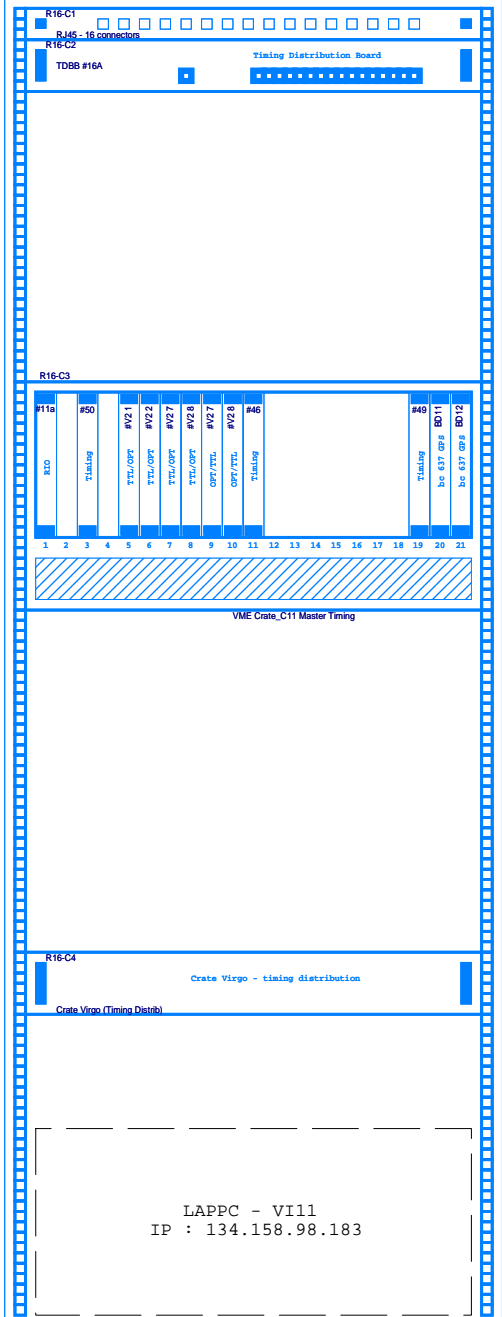 R16-C1
RJ45 - 16 connectors
R16-C2
Timing Distribution Board
TDBB #16A
R16-C3
#11a #50 #V21 #V22 #V27 #V28 #V27 #V28 #46 #49 BD11 BD12
RIO Timing TTL/OPT TTL/OPT TTL/OPT TTL/OPT OPT/TTL OPT/TTL Timing Timing bc 637 GPS bc 637 GPS
1 2 3 4 5 6 7 8 9 10 11 12 13 14 15 16 17 18 19 20 21
VME Crate_C11 Master Timing
R16-C4
Crate Virgo - timing distribution
Crate Virgo (Timing Distrib)
LAPPC - VI11
IP : 134.158.98.183